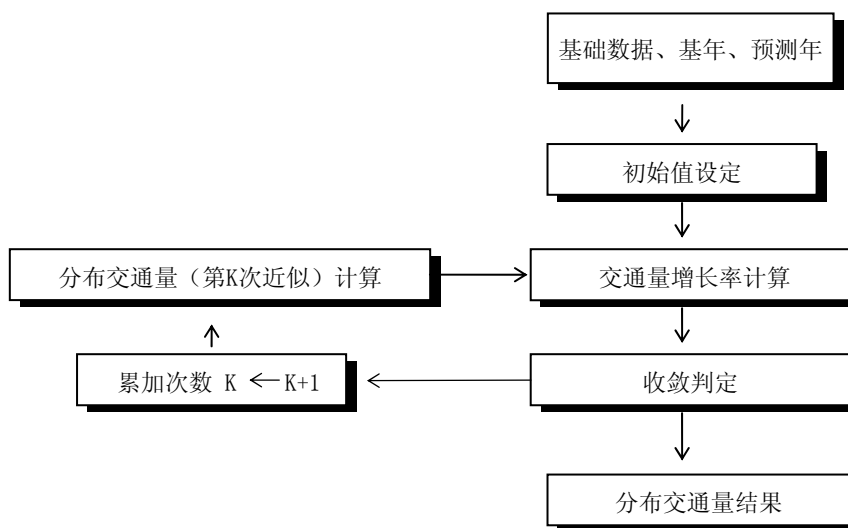 基础数据、基年、预测年
初始值设定
分布交通量（第K次近似）计算
交通量增长率计算
累加次数 K ← K+1
收敛判定
分布交通量结果